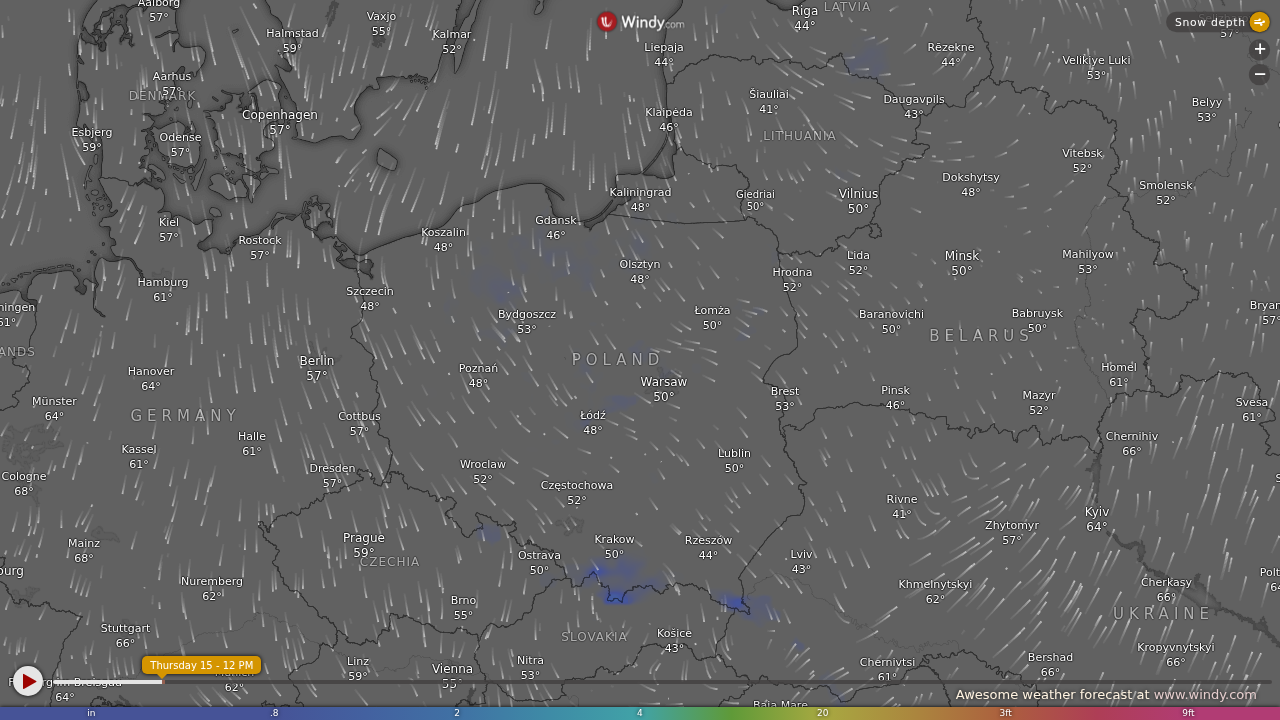 Aalborg
57°
Vaxjo
55°
Halmstad
59°
Kalmar
52°
Windy.com
Riga
44°
LATVIA
Snow depth
57°
Liepaja
44°
Rēzekne
44°
Velikiye Luki
53°
+
−
Aarhus
57°
DENMARK
Šiauliai
41°
Daugavpils
43°
Belyy
53°
Copenhagen
57°
Klaipėda
46°
Esbjerg
59°
Odense
57°
LITHUANIA
Vitebsk
52°
Dokshytsy
48°
Smolensk
52°
Kaliningrad
48°
Giedriai
50°
Vilnius
50°
Kiel
57°
Rostock
57°
Koszalin
48°
Gdansk
46°
Olsztyn
48°
Hrodna
52°
Lida
52°
Minsk
50°
Mahilyow
53°
Hamburg
61°
Szczecin
48°
Bydgoszcz
53°
Łomża
50°
Baranovichi
50°
Babruysk
50°
BELARUS
57°
61°
ANDS
Hanover
64°
Berlin
57°
Poznań
48°
POLAND
Warsaw
50°
Brest
53°
Pinsk
46°
Homel
61°
Mazyr
52°
Svesa
61°
Münster
64°
GERMANY
Cottbus
57°
Łódź
48°
Kassel
61°
Halle
61°
Chernihiv
66°
Cologne
68°
Dresden
57°
Wroclaw
52°
Częstochowa
52°
Lublin
50°
Rivne
41°
Zhytomyr
57°
Kyiv
64°
Mainz
68°
Prague
59°
CZECHIA
Ostrava
50°
Krakow
50°
Rzeszów
44°
Lviv
43°
Nuremberg
62°
Brno
55°
Khmelnytskyi
62°
Cherkasy
66°
UKRAINE
Stuttgart
66°
SLOVAKIA
Košice
43°
Kropyvnytskyi
66°
Linz
59°
Vienna
55°
Nitra
53°
Chernivtsi
61°
Bershad
66°
Thursday 15 - 12 PM
64°
62°
Baia Mare
Awesome weather forecast at www.windy.com
in .8 2 4 20 3ft 9ft